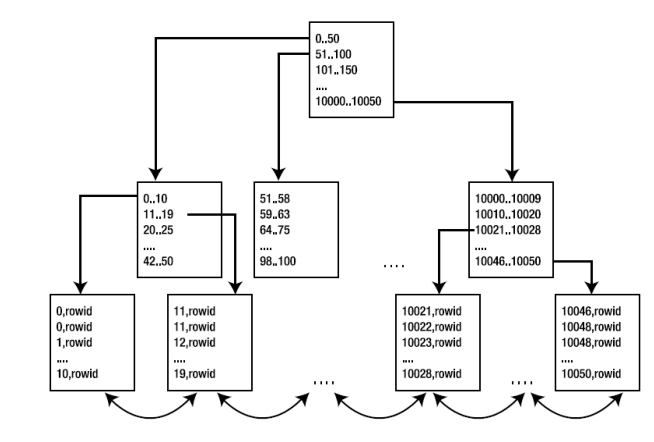 0..50
51..100
101..150
....
10000..10050
0..10
11..19
20..25
....
42..50
51..58
59..63
64..75
....
98..100
....
10000..10009
10010..10020
10021..10028
....
10046..10050
0,rowid
0,rowid
1,rowid
....
10,rowid
11,rowid
11,rowid
12,rowid
....
19,rowid
....
10021,rowid
10022,rowid
10023,rowid
....
10028,rowid
....
10046,rowid
10048,rowid
10048,rowid
....
10050,rowid